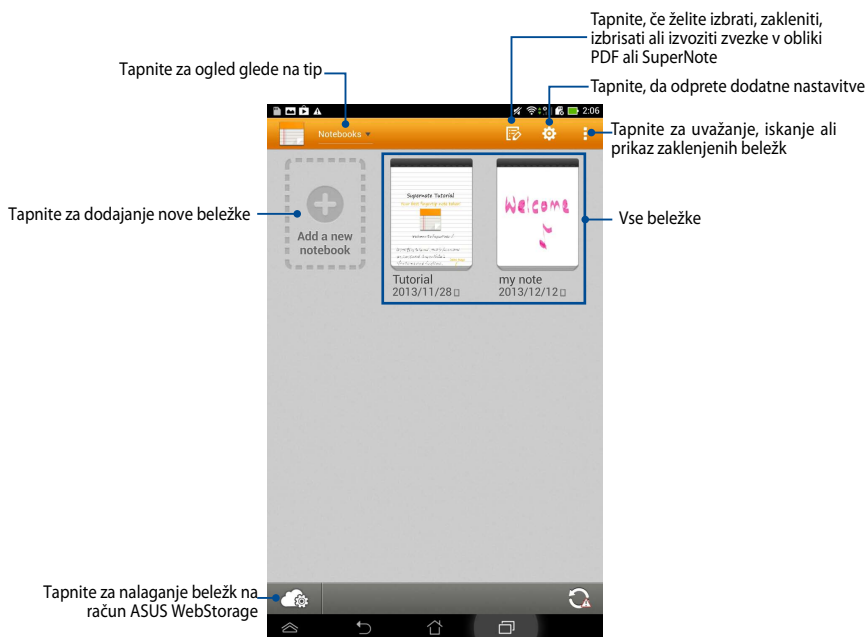 Tapnite, če želite izbrati, zakleniti,
izbrisati ali izvoziti zvezke v obliki
PDF ali SuperNote
Tapnite za ogled glede na tip
Tapnite, da odprete dodatne nastavitve
2:06
Notebooks
Tapnite za uvažanje, iskanje ali
prikaz zaklenjenih beležk
Supernote Tutorial
Welcome
Tapnite za dodajanje nove beležke
Vse beležke
Add a new
notebook
Tutorial
2013/11/28
my note
2013/12/12
Tapnite za nalaganje beležk na
račun ASUS WebStorage